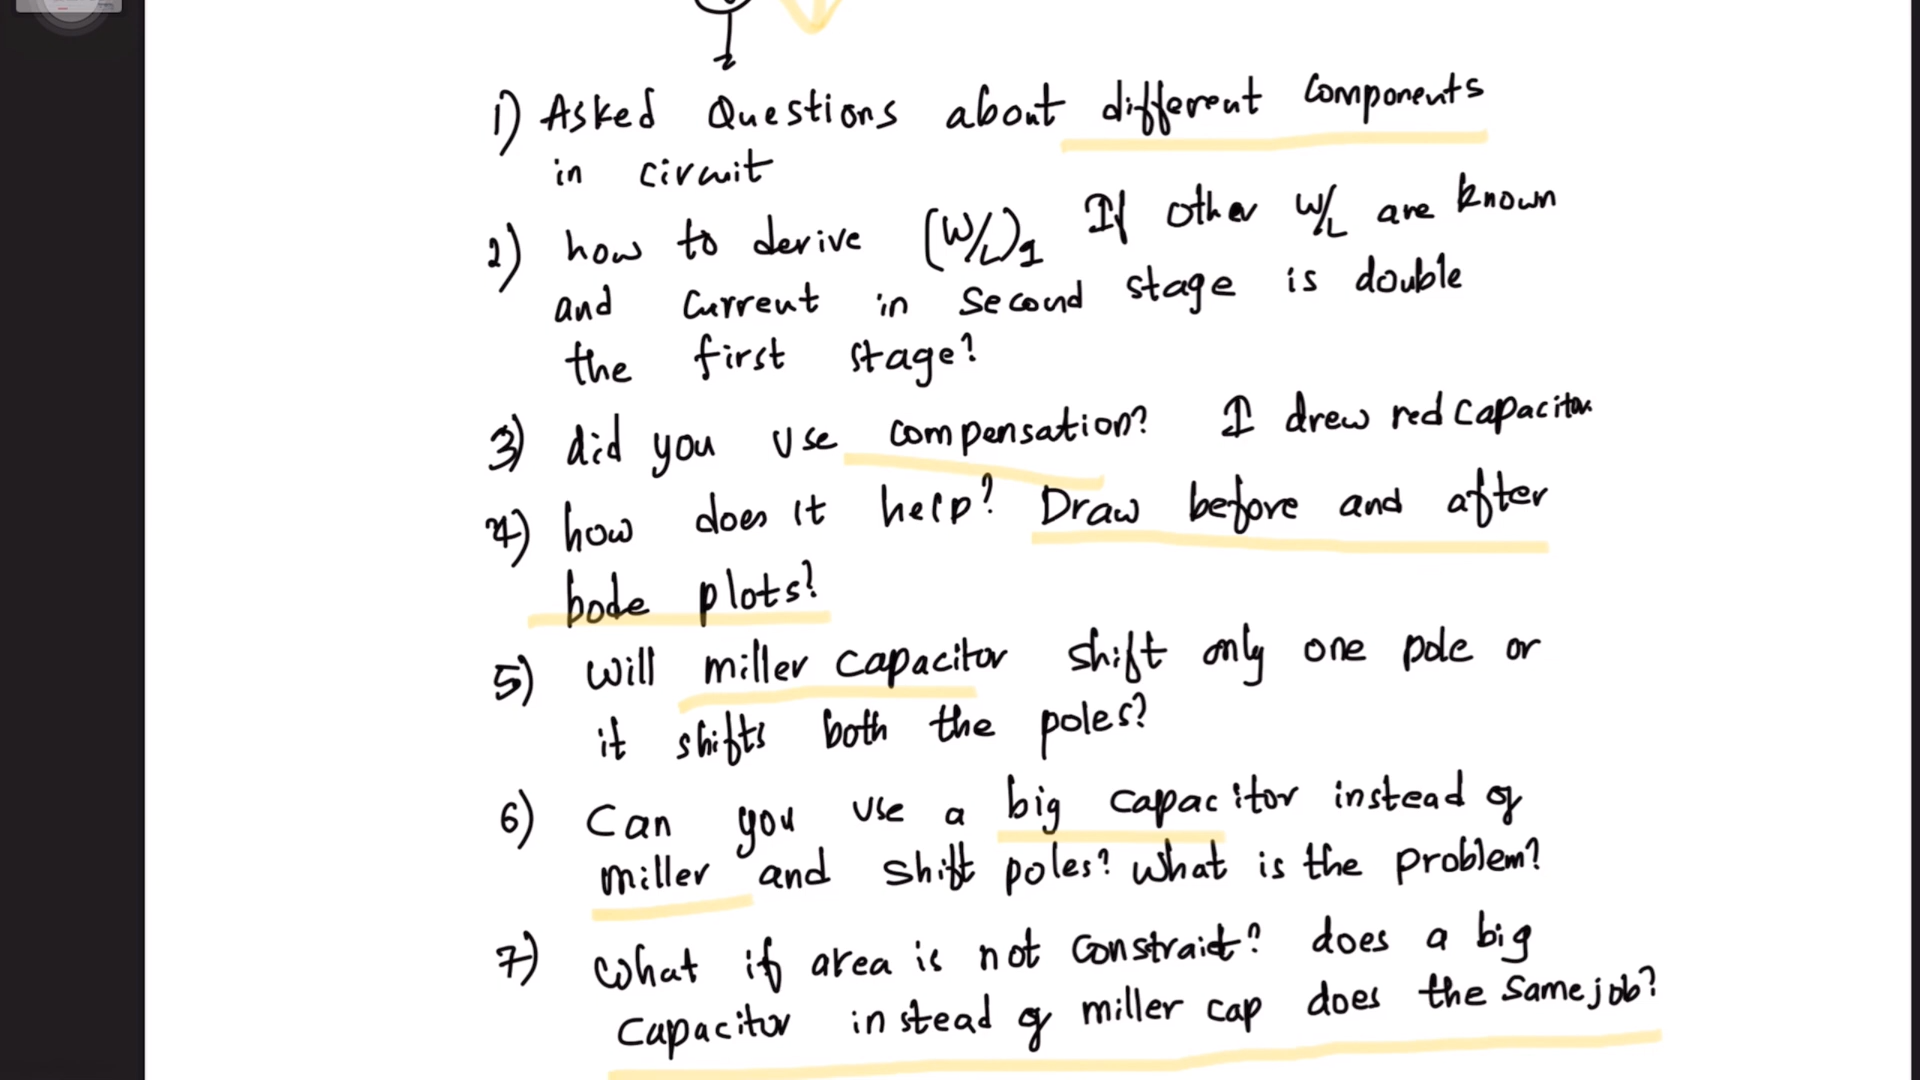 1) Asked Questions about different components
in circuit
2) how to derive (W/L)1 If other W/L are known
and current in second stage is double
the first stage?
3) did you use compensation? I drew red capacitor
4) how does it help? Draw before and after
bode plots?
5) will miller capacitor shift only one pole or
it shifts both the poles?
6) Can you use a big capacitor instead of
miller and shift poles? What is the problem?
7) What if area is not constraint? does a big
capacitor instead of miller cap does the same job?